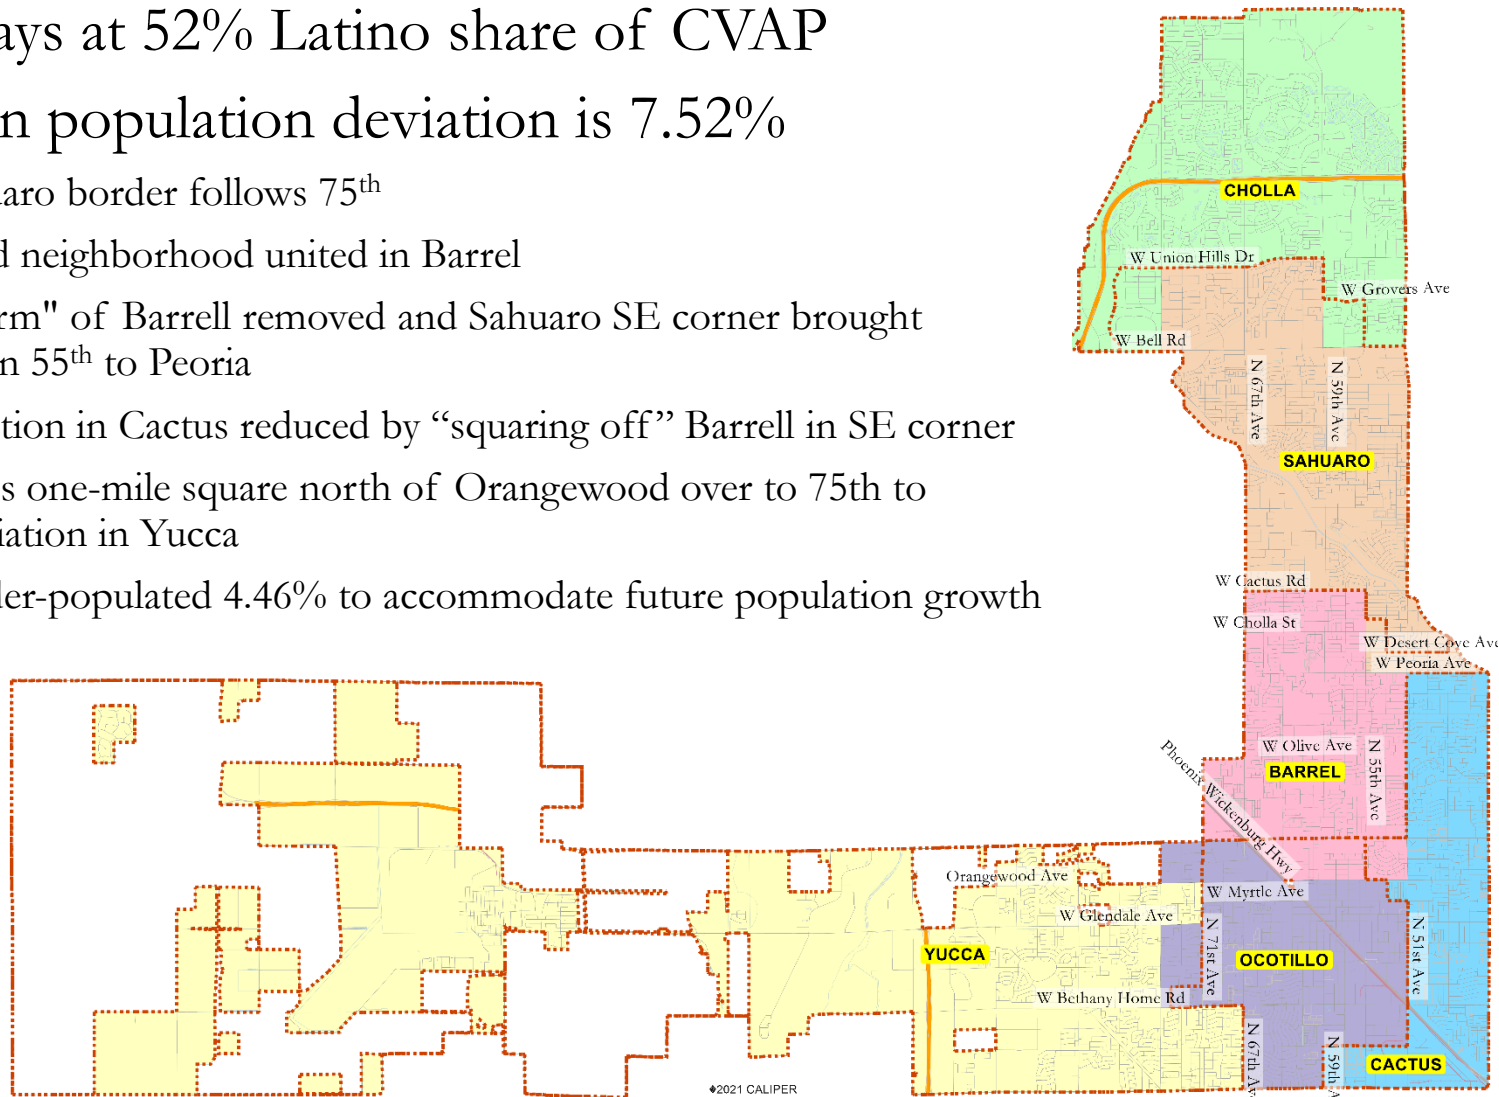 ays at 52% Latino share of CVAP
n population deviation is 7.52%
uaro border follows 75th
d neighborhood united in Barrel
rm" of Barrell removed and Sahuaro SE corner brought
n 55th to Peoria
tion in Cactus reduced by “squaring off” Barrell in SE corner
s one-mile square north of Orangewood over to 75th to
iation in Yucca
ler-populated 4.46% to accommodate future population growth
CHOLLA
W Union Hills Dr
W Grovers Ave
W Bell Rd
N 67th Ave
N 59th Ave
SAHUARO
W Cactus Rd
W Cholla St
W Desert Cove Ave
W Peoria Ave
W Olive Ave
N 55th Ave
BARREL
Phoenix Wickenburg Hwy
Orangewood Ave
W Myrtle Ave
W Glendale Ave
N 71st Ave
N 51st Ave
YUCCA
OCOTILLO
W Bethany Home Rd
N 67th Av
N 59th A
CACTUS
©2021 CALIPER